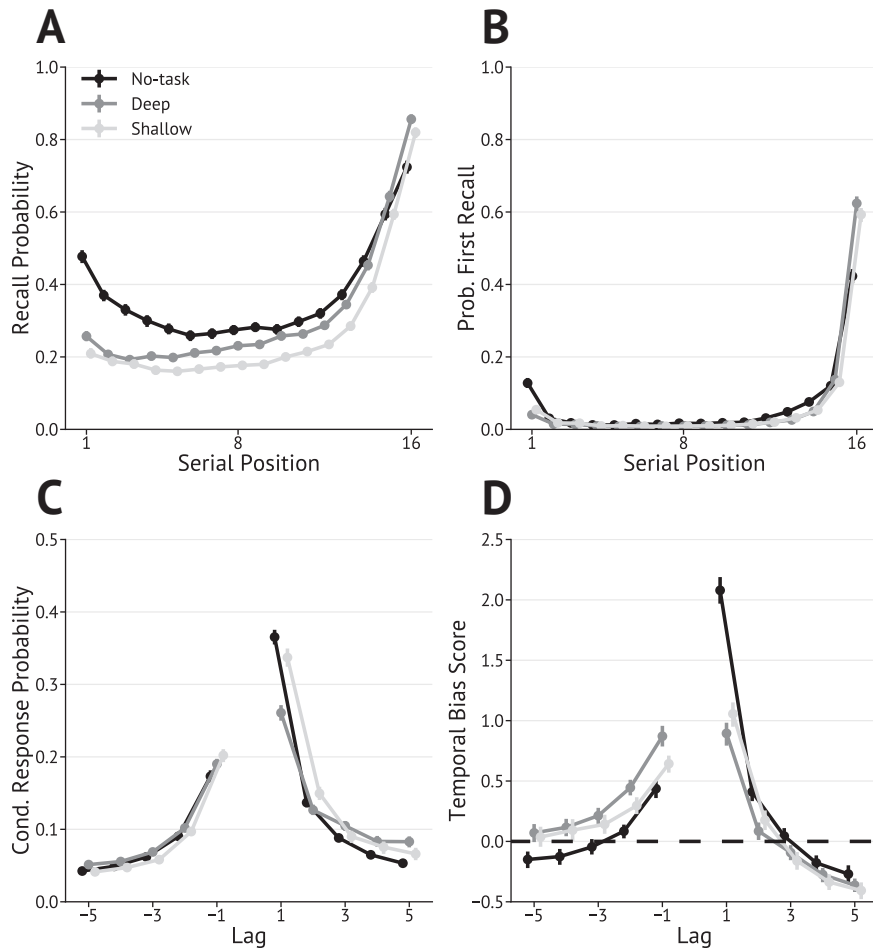 A
B
1.0
0.8
0.6
0.4
0.2
0.0
Recall Probability
No-task
Deep
Shallow
1
8
16
Serial Position
1.0
0.8
0.6
0.4
0.2
0.0
Prob. First Recall
1
8
16
Serial Position
C
D
0.5
0.4
0.3
0.2
0.1
0.0
Cond. Response Probability
−5
−3
−1
1
3
5
Lag
2.5
2.0
1.5
1.0
0.5
0.0
−0.5
Temporal Bias Score
−5
−3
−1
1
3
5
Lag